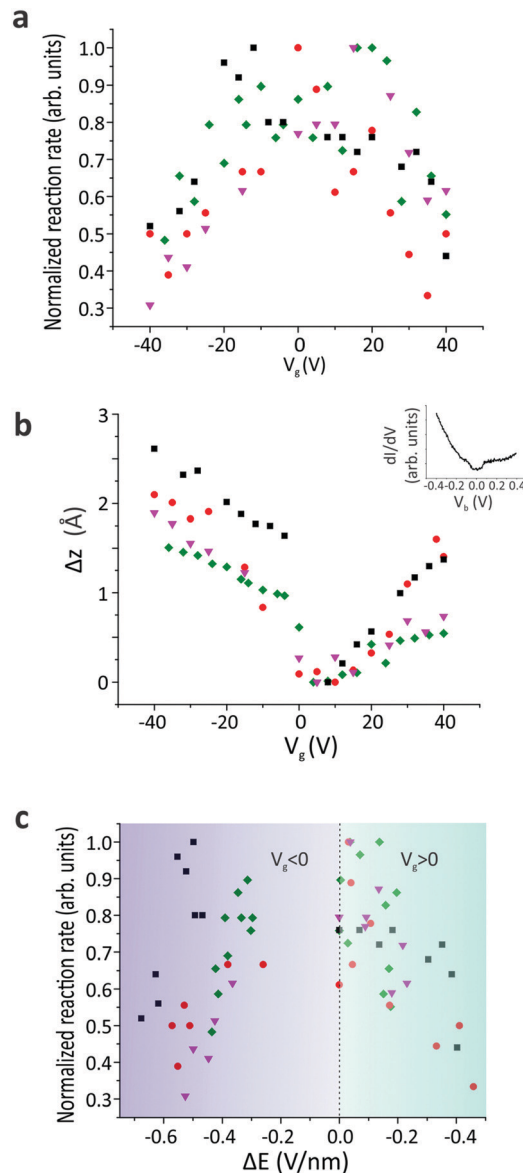 a
Normalized reaction rate (arb. units)
1.0
0.9
0.8
0.7
0.6
0.5
0.4
0.3
-40 -20 0 20 40
Vg (V)
b
Δz (Å)
3
2
1
0
-40 -20 0 20 40
Vg (V)
dI/dV
(arb. units)
-0.4 -0.2 0.0 0.2 0.4
Vb (V)
c
Normalized reaction rate (arb. units)
1.0
0.9
0.8
0.7
0.6
0.5
0.4
0.3
Vg<0 Vg>0
-0.6 -0.4 -0.2 0.0 -0.2 -0.4
ΔE (V/nm)